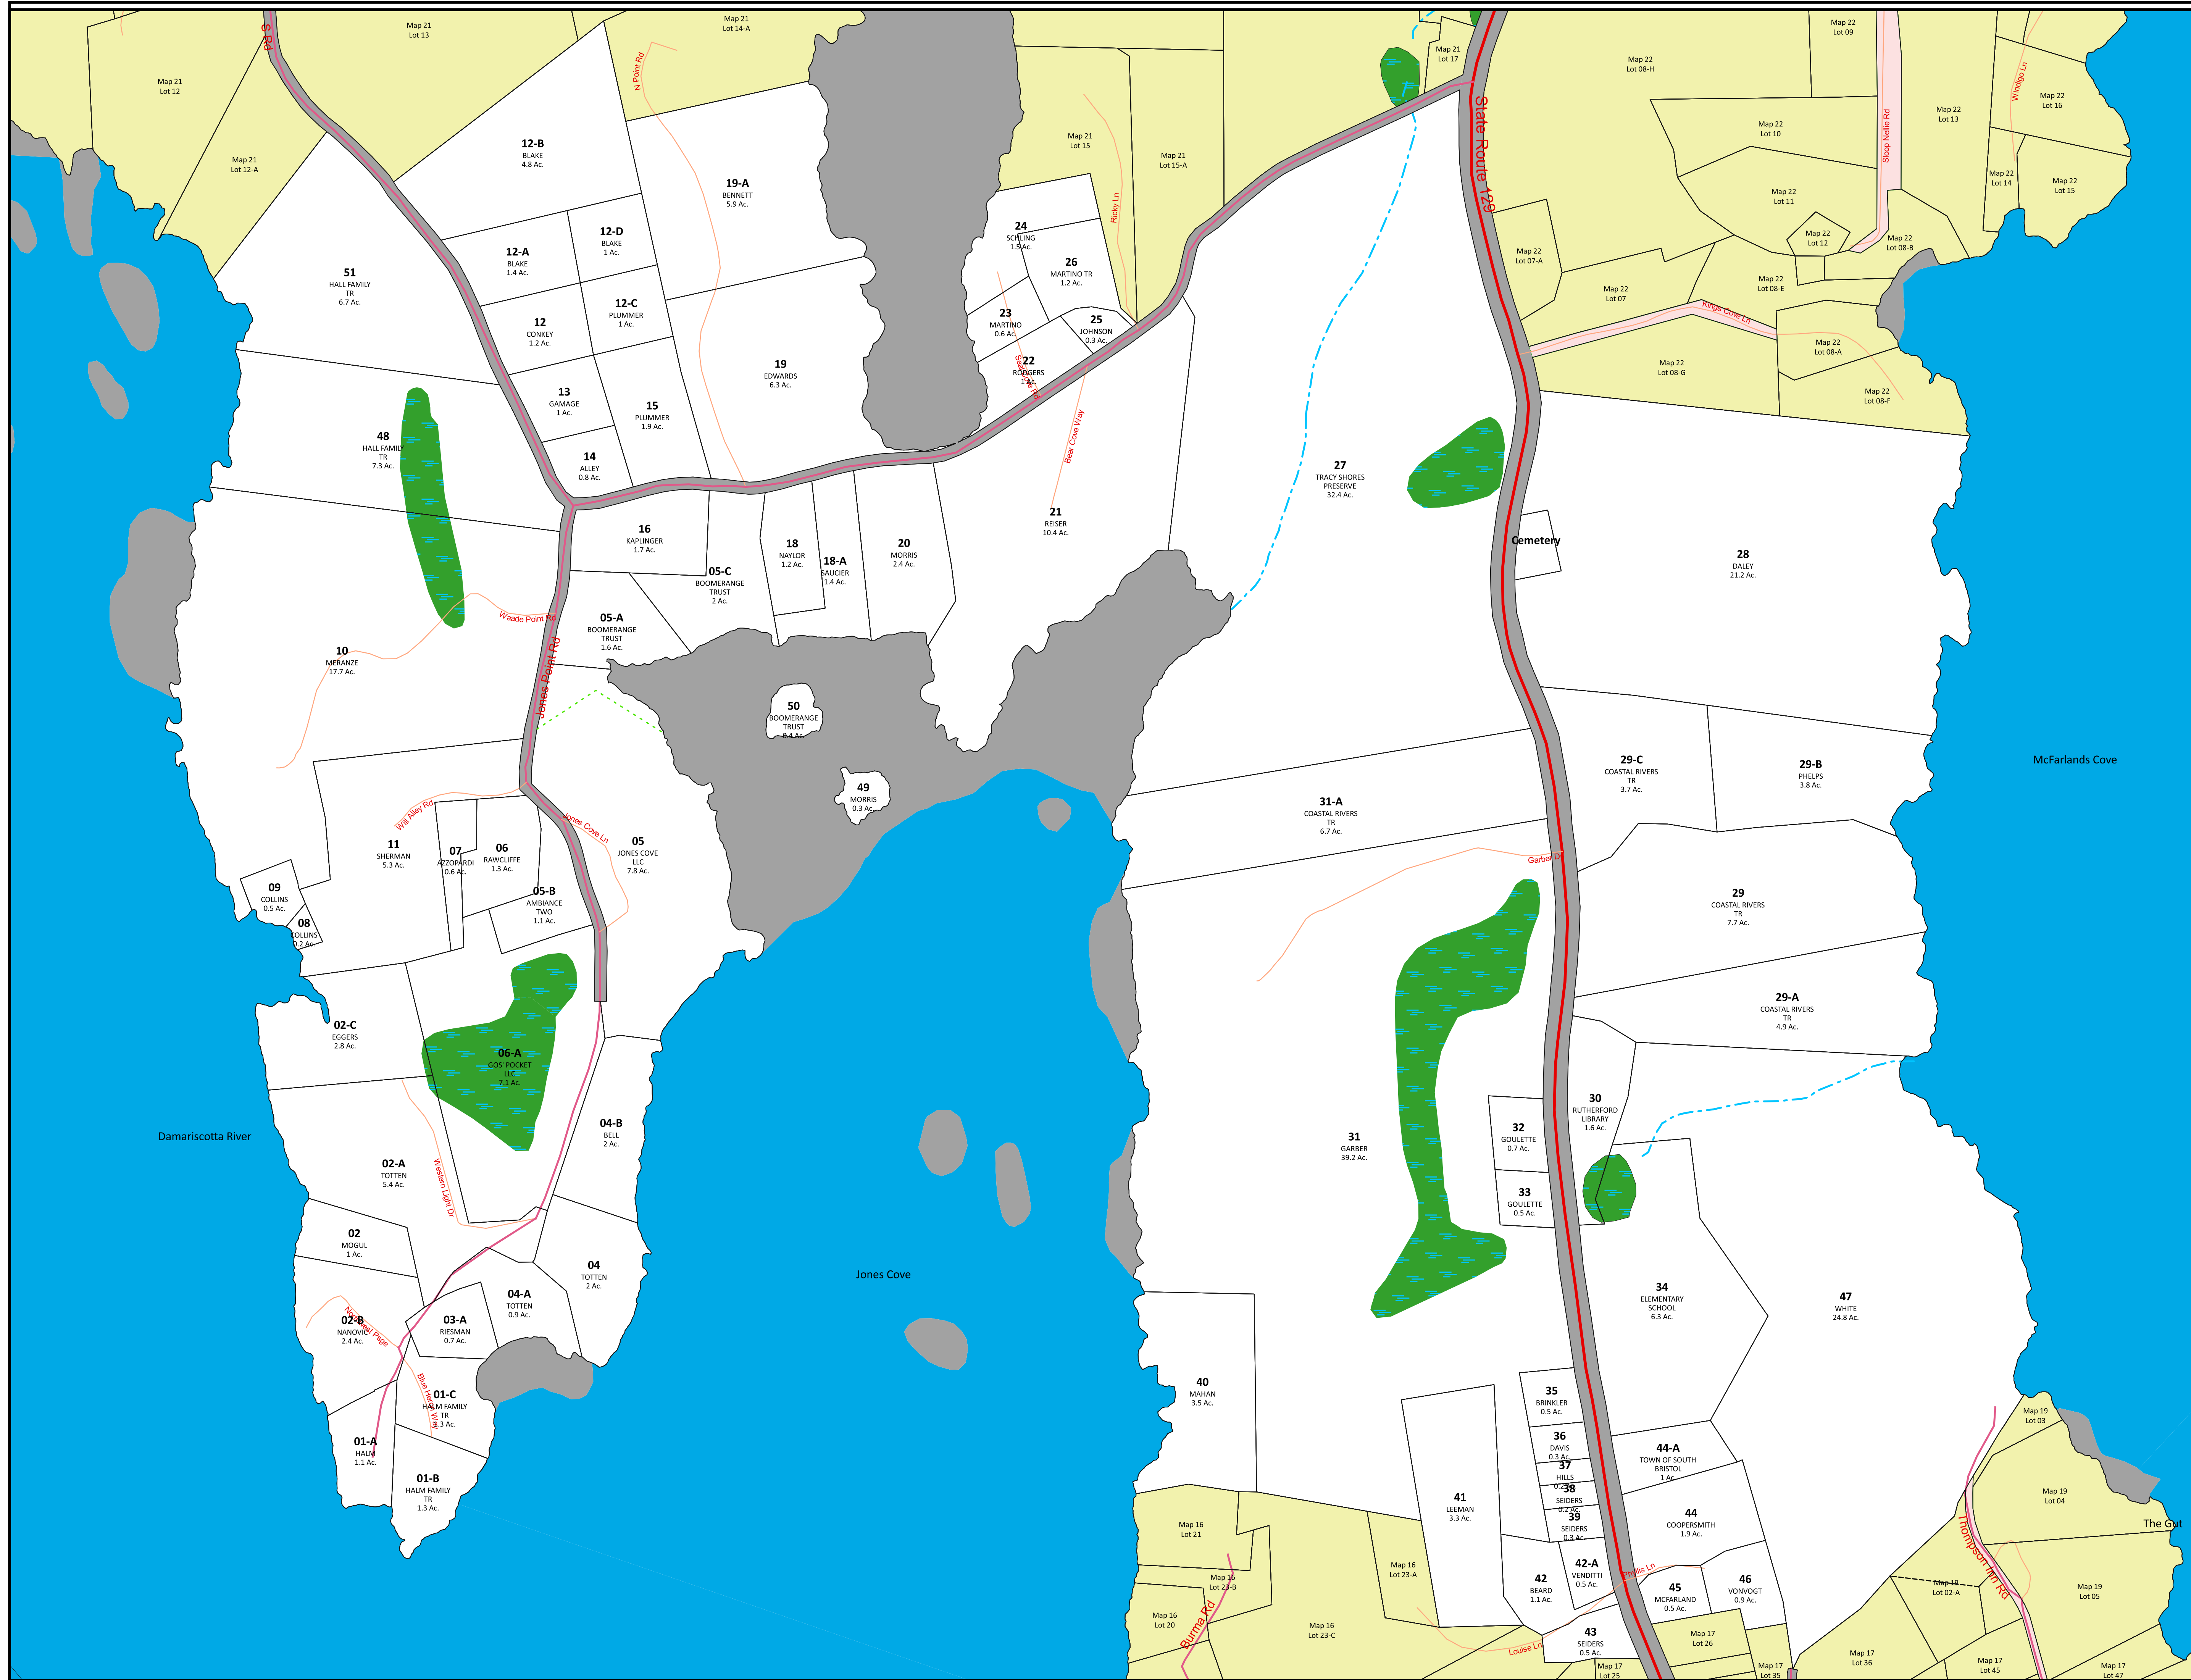 Map 21
Lot 12
Map 21
Lot 12-A
S Rd
Map 21
Lot 13
Map 21
Lot 14-A
N Point Rd
Map 21
Lot 15
Map 21
Lot 15-A
Ricky Ln
Map 21
Lot 17
State Route 129
Map 22
Lot 08-H
Map 22
Lot 09
Map 22
Lot 10
Map 22
Lot 11
Map 22
Lot 12
Sloop Nellie Rd
Map 22
Lot 13
Windigo Ln
Map 22
Lot 16
Map 22
Lot 14
Map 22
Lot 15
Map 22
Lot 08-B
Map 22
Lot 07-A
Map 22
Lot 07
Map 22
Lot 08-E
Kings Cove Ln
Map 22
Lot 08-G
Map 22
Lot 08-A
Map 22
Lot 08-F
12-B
BLAKE
4.8 Ac.
19-A
BENNETT
5.9 Ac.
12-A
BLAKE
1.4 Ac.
12-D
BLAKE
1 Ac.
51
HALL FAMILY
TR
6.7 Ac.
12
CONKEY
1.2 Ac.
12-C
PLUMMER
1 Ac.
24
SCHLING
1.5 Ac.
26
MARTINO TR
1.2 Ac.
23
MARTINO
0.6 Ac.
25
JOHNSON
0.3 Ac.
22
RODGERS
1 Ac.
Bear Cove Way
19
EDWARDS
6.3 Ac.
13
GAMAGE
1 Ac.
15
PLUMMER
1.9 Ac.
14
ALLEY
0.8 Ac.
48
HALL FAMILY
TR
7.3 Ac.
27
TRACY SHORES
PRESERVE
32.4 Ac.
Cemetery
28
DALEY
21.2 Ac.
16
KAPLINGER
1.7 Ac.
05-C
BOOMERANGE
TRUST
2 Ac.
18
NAYLOR
1.2 Ac.
18-A
SAUCIER
1.4 Ac.
20
MORRIS
2.4 Ac.
21
REISER
10.4 Ac.
Waade Point Rd
05-A
BOOMERANGE
TRUST
1.6 Ac.
10
MERANZE
17.7 Ac.
Jones Point Rd
50
BOOMERANGE
TRUST
0.4 Ac.
49
MORRIS
0.3 Ac.
29-C
COASTAL RIVERS
TR
3.7 Ac.
29-B
PHELPS
3.8 Ac.
McFarlands Cove
31-A
COASTAL RIVERS
TR
6.7 Ac.
Garber Dr
Will Alley Rd
Jones Cove Ln
11
SHERMAN
5.3 Ac.
07
AZZOPARDI
0.6 Ac.
06
RAWCLIFFE
1.3 Ac.
05
JONES COVE
LLC
7.8 Ac.
09
COLLINS
0.5 Ac.
08
COLLINS
0.2 Ac.
05-B
AMBIANCE
TWO
1.1 Ac.
29
COASTAL RIVERS
TR
7.7 Ac.
29-A
COASTAL RIVERS
TR
4.9 Ac.
02-C
EGGERS
2.8 Ac.
06-A
GOS' POCKET
LLC
7.1 Ac.
Damariscotta River
04-B
BELL
2 Ac.
02-A
TOTTEN
5.4 Ac.
Western Light Dr
31
GARBER
39.2 Ac.
32
GOULETTE
0.7 Ac.
30
RUTHERFORD
LIBRARY
1.6 Ac.
33
GOULETTE
0.5 Ac.
02
MOGUL
1 Ac.
04
TOTTEN
2 Ac.
04-A
TOTTEN
0.9 Ac.
Jones Cove
34
ELEMENTARY
SCHOOL
6.3 Ac.
47
WHITE
24.8 Ac.
02-B
NANOVIC
2.4 Ac.
03-A
RIESMAN
0.7 Ac.
Blue Heron Way
01-C
HALM FAMILY
TR
01-A
HALM
1.1 Ac.
01-B
HALM FAMILY
TR
1.3 Ac.
40
MAHAN
3.5 Ac.
35
BRINKLER
0.5 Ac.
36
DAVIS
0.3 Ac.
37
HILLS
38
SEIDERS
0.2 Ac.
39
SEIDERS
0.3 Ac.
44-A
TOWN OF SOUTH
BRISTOL
1 Ac.
41
LEEMAN
3.3 Ac.
44
COOPERSMITH
1.9 Ac.
42
BEARD
1.1 Ac.
42-A
VENDITTI
0.5 Ac.
Phyllis Ln
45
MCFARLAND
0.5 Ac.
46
VONVOGT
0.9 Ac.
43
SEIDERS
0.5 Ac.
Louise Ln
Map 16
Lot 21
Map 16
Lot 23-B
Map 16
Lot 20
Burma Rd
Map 16
Lot 23-C
Map 16
Lot 23-A
Map 17
Lot 25
Map 17
Lot 26
Map 17
Lot 35
Map 17
Lot 36
Map 17
Lot 45
Map 17
Lot 47
Map 19
Lot 03
Map 19
Lot 04
The Gut
Thompson Inn Rd
Map 19
Lot 02-A
Map 19
Lot 05